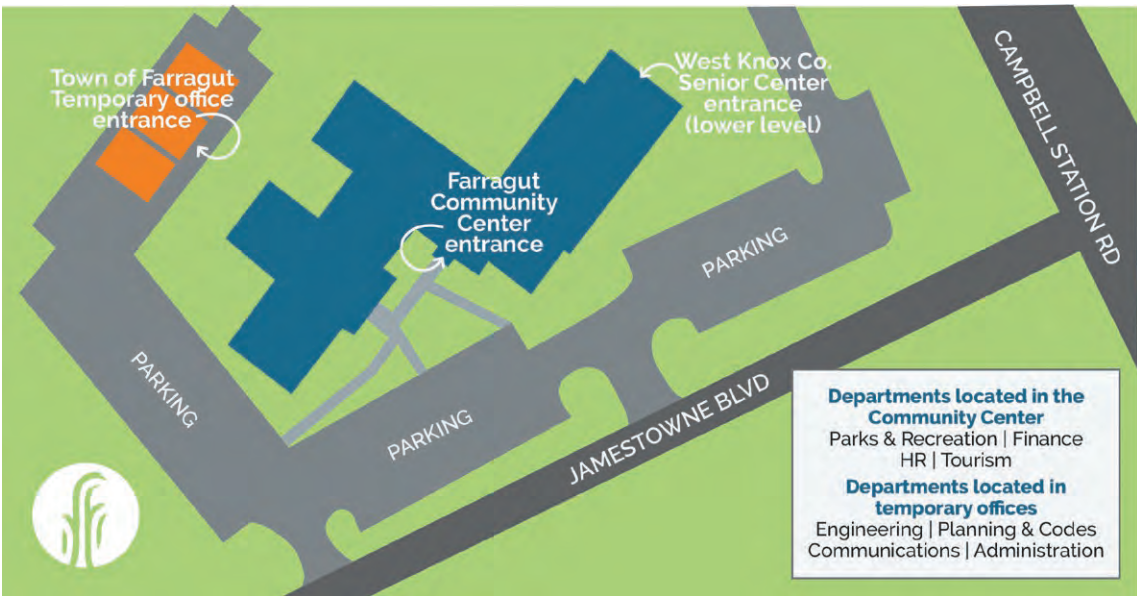 Town of Farragut
Temporary office
entrance
West Knox Co.
Senior Center
entrance
(lower level)
Farragut
Community
Center
entrance
CAMPBELL STATION RD
PARKING
PARKING
PARKING
JAMESTOWNE BLVD
Departments located in the
Community Center
Parks & Recreation | Finance
HR | Tourism
Departments located in
temporary offices
Engineering | Planning & Codes
Communications | Administration